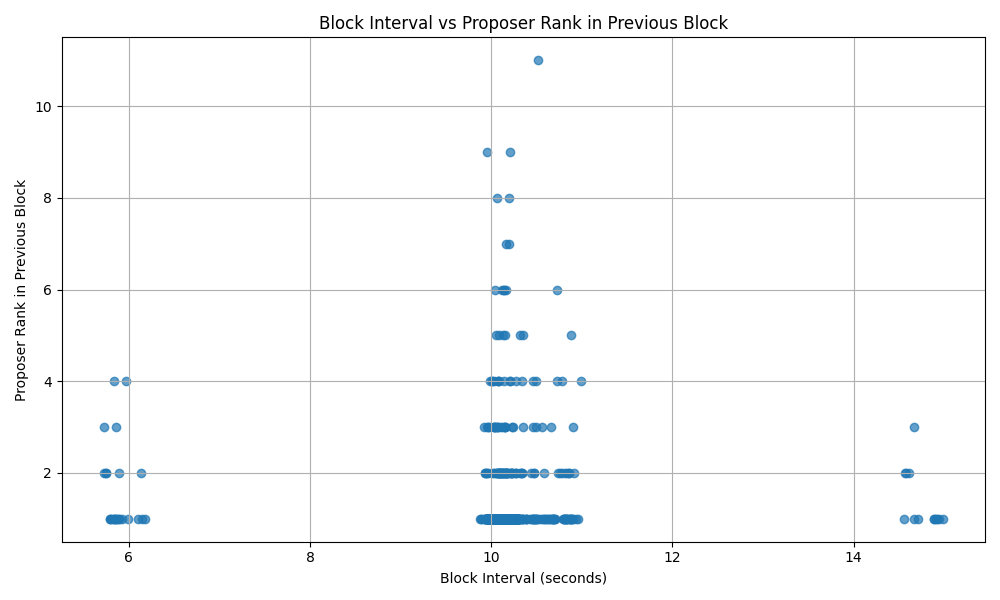 Block Interval vs Proposer Rank in Previous Block
Proposer Rank in Previous Block
10
8
6
4
2
6 8 10 12 14
Block Interval (seconds)